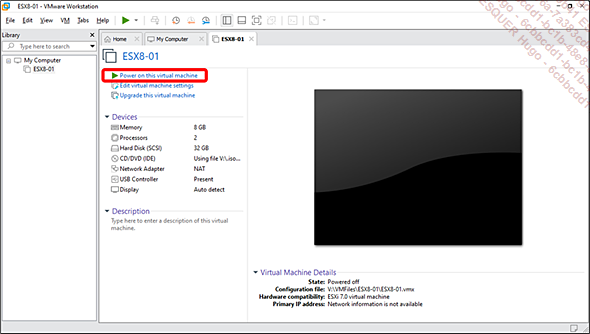 ESX8-01 - VMware Workstation
File Edit View VM Tabs Help
Library
Type here to search
My Computer
ESX8-01
Home
My Computer
ESX8-01
ESX8-01
Power on this virtual machine
Edit virtual machine settings
Upgrade this virtual machine
Devices
Memory 8 GB
Processors 2
Hard Disk (SCSI) 32 GB
CD/DVD (IDE) Using file V:\.iso...
Network Adapter NAT
USB Controller Present
Display Auto detect
Description
Type here to enter a description of this virtual
machine.
Virtual Machine Details
State: Powered off
Configuration file: V:\VMFiles\ESX8-01\ESX8-01.vmx
Hardware compatibility: ESXi 7.0 virtual machine
Primary IP address: Network information is not available
ESQUER Hugo - 6cbbcdd1-bc1b-